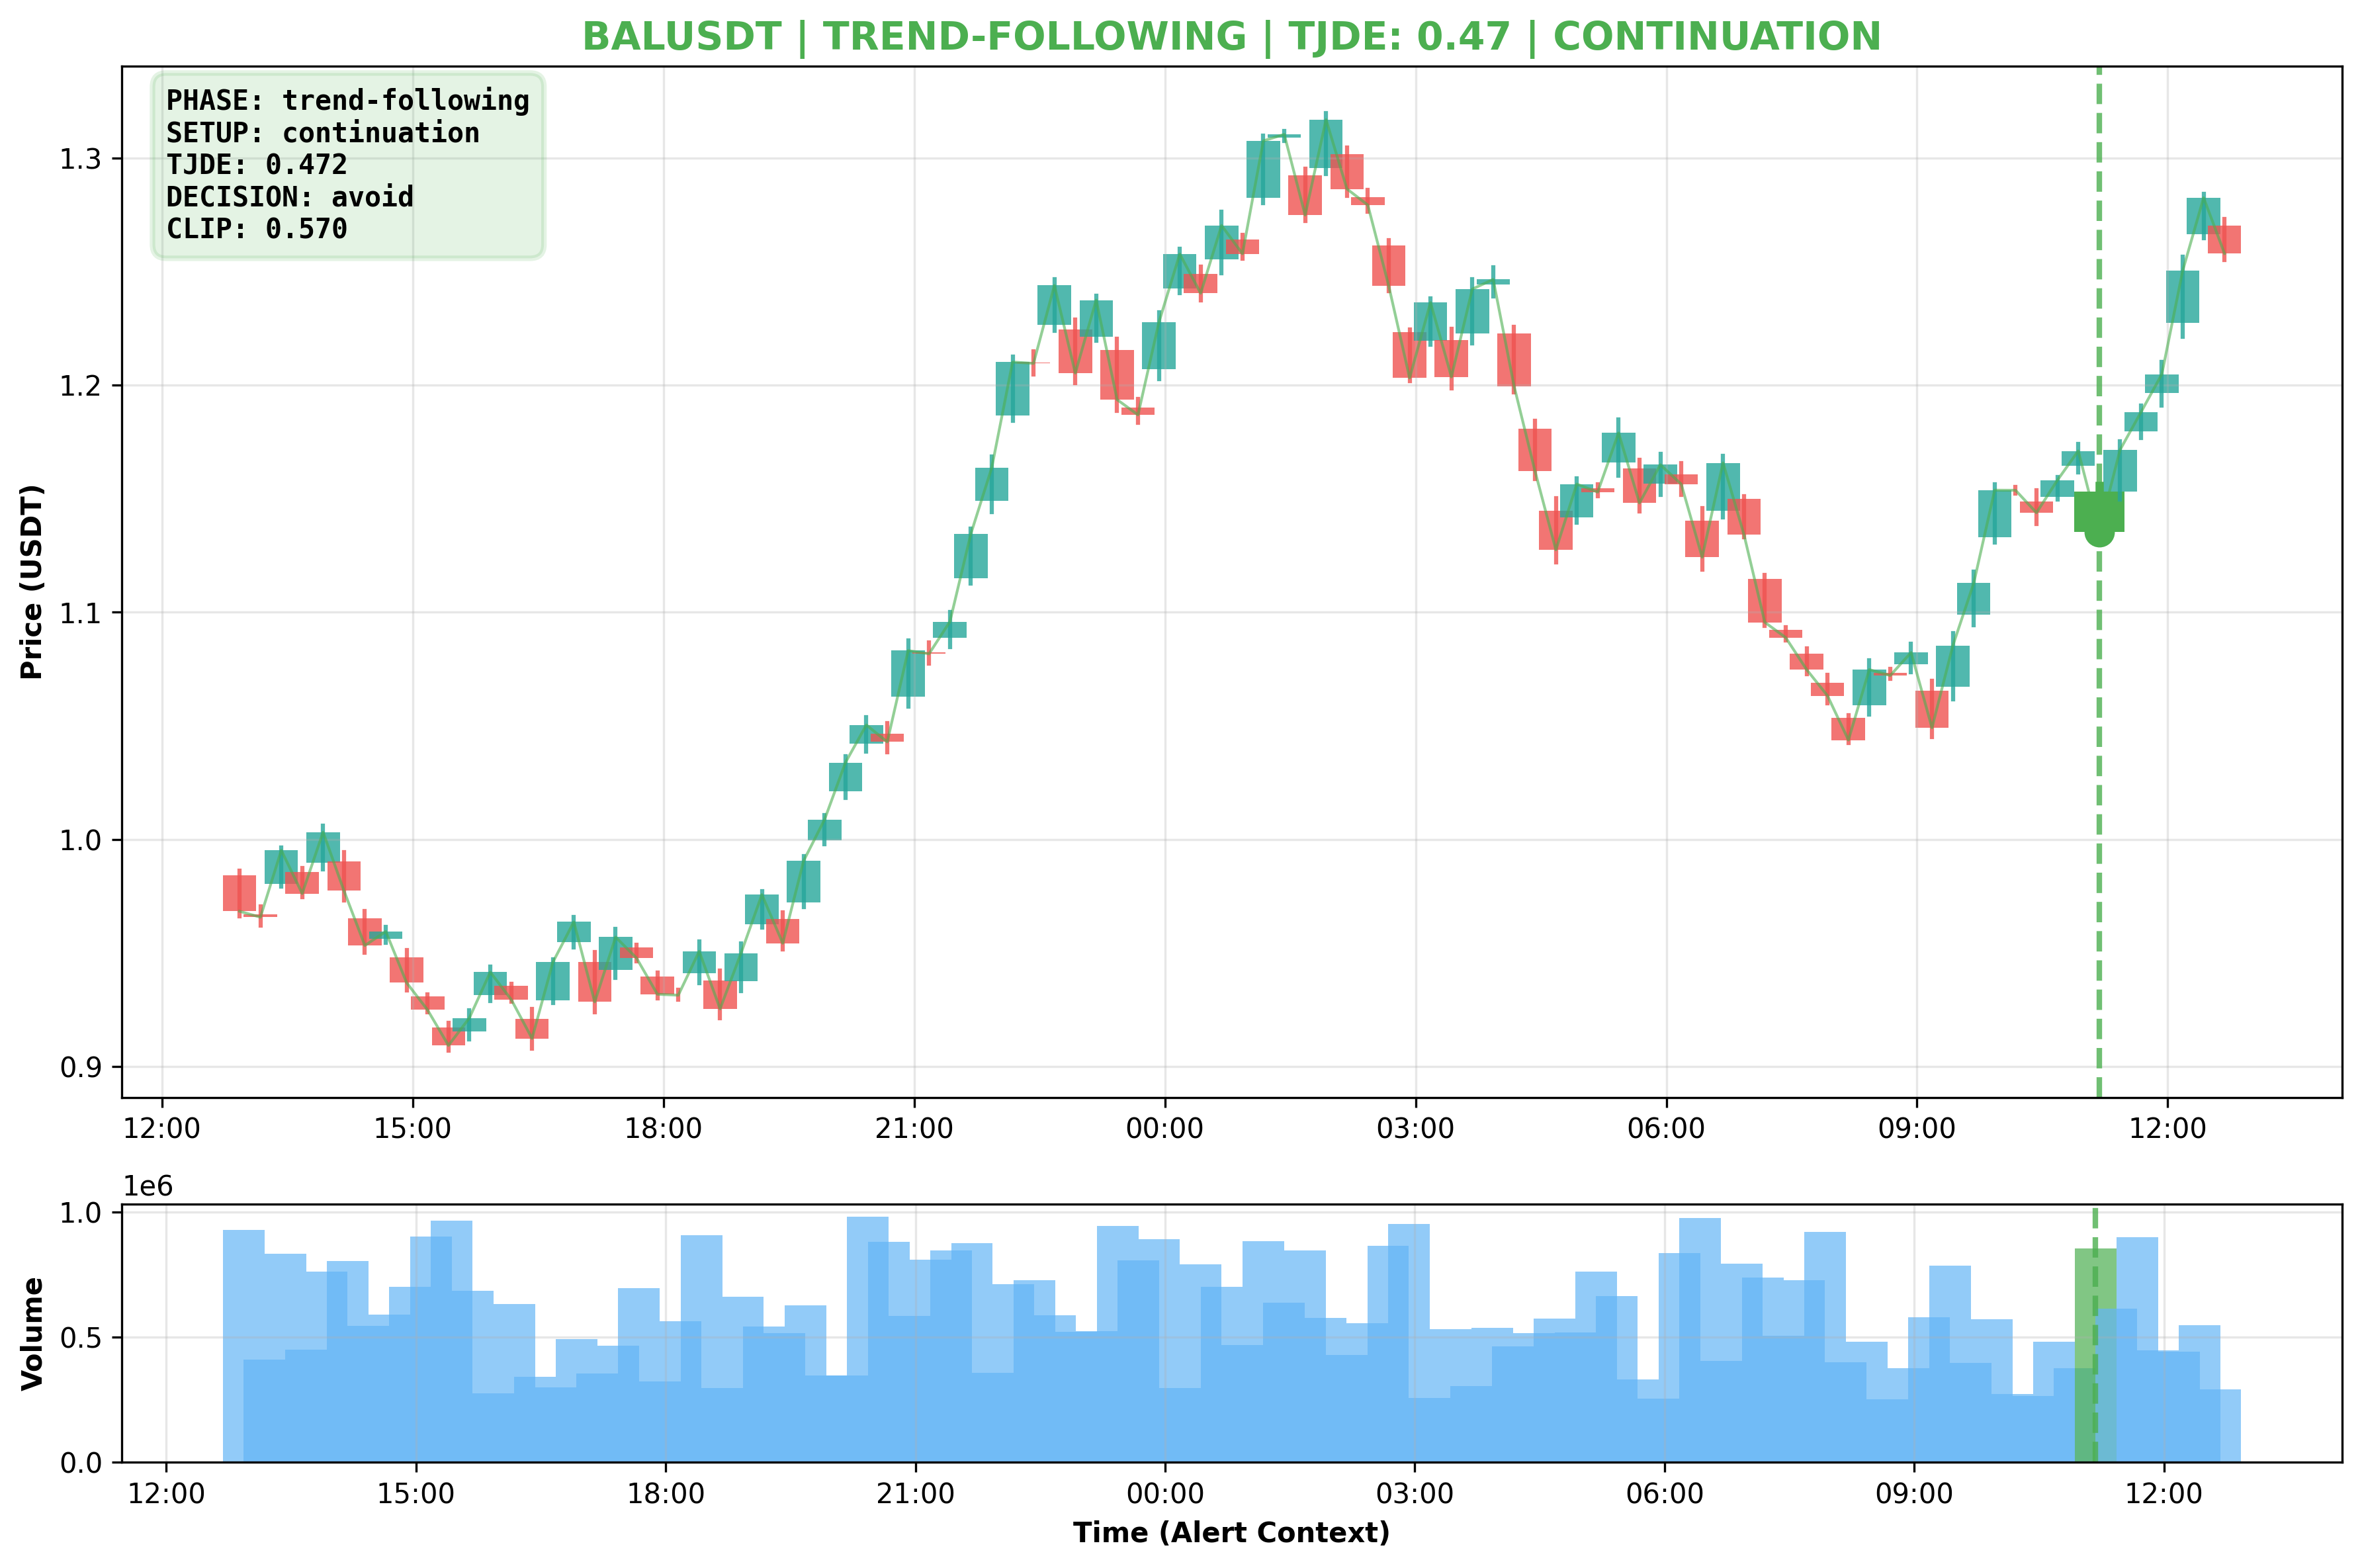 BALUSDT | TREND-FOLLOWING | TJDE: 0.47 | CONTINUATION
PHASE: trend-following
SETUP: continuation
TJDE: 0.472
DECISION: avoid
CLIP: 0.570
Price (USDT)
1.3
1.2
1.1
1.0
0.9
12:00 15:00 18:00 21:00 00:00 03:00 06:00 09:00 12:00
1e6
Volume
1.0
0.5
0.0
12:00 15:00 18:00 21:00 00:00 03:00 06:00 09:00 12:00
Time (Alert Context)